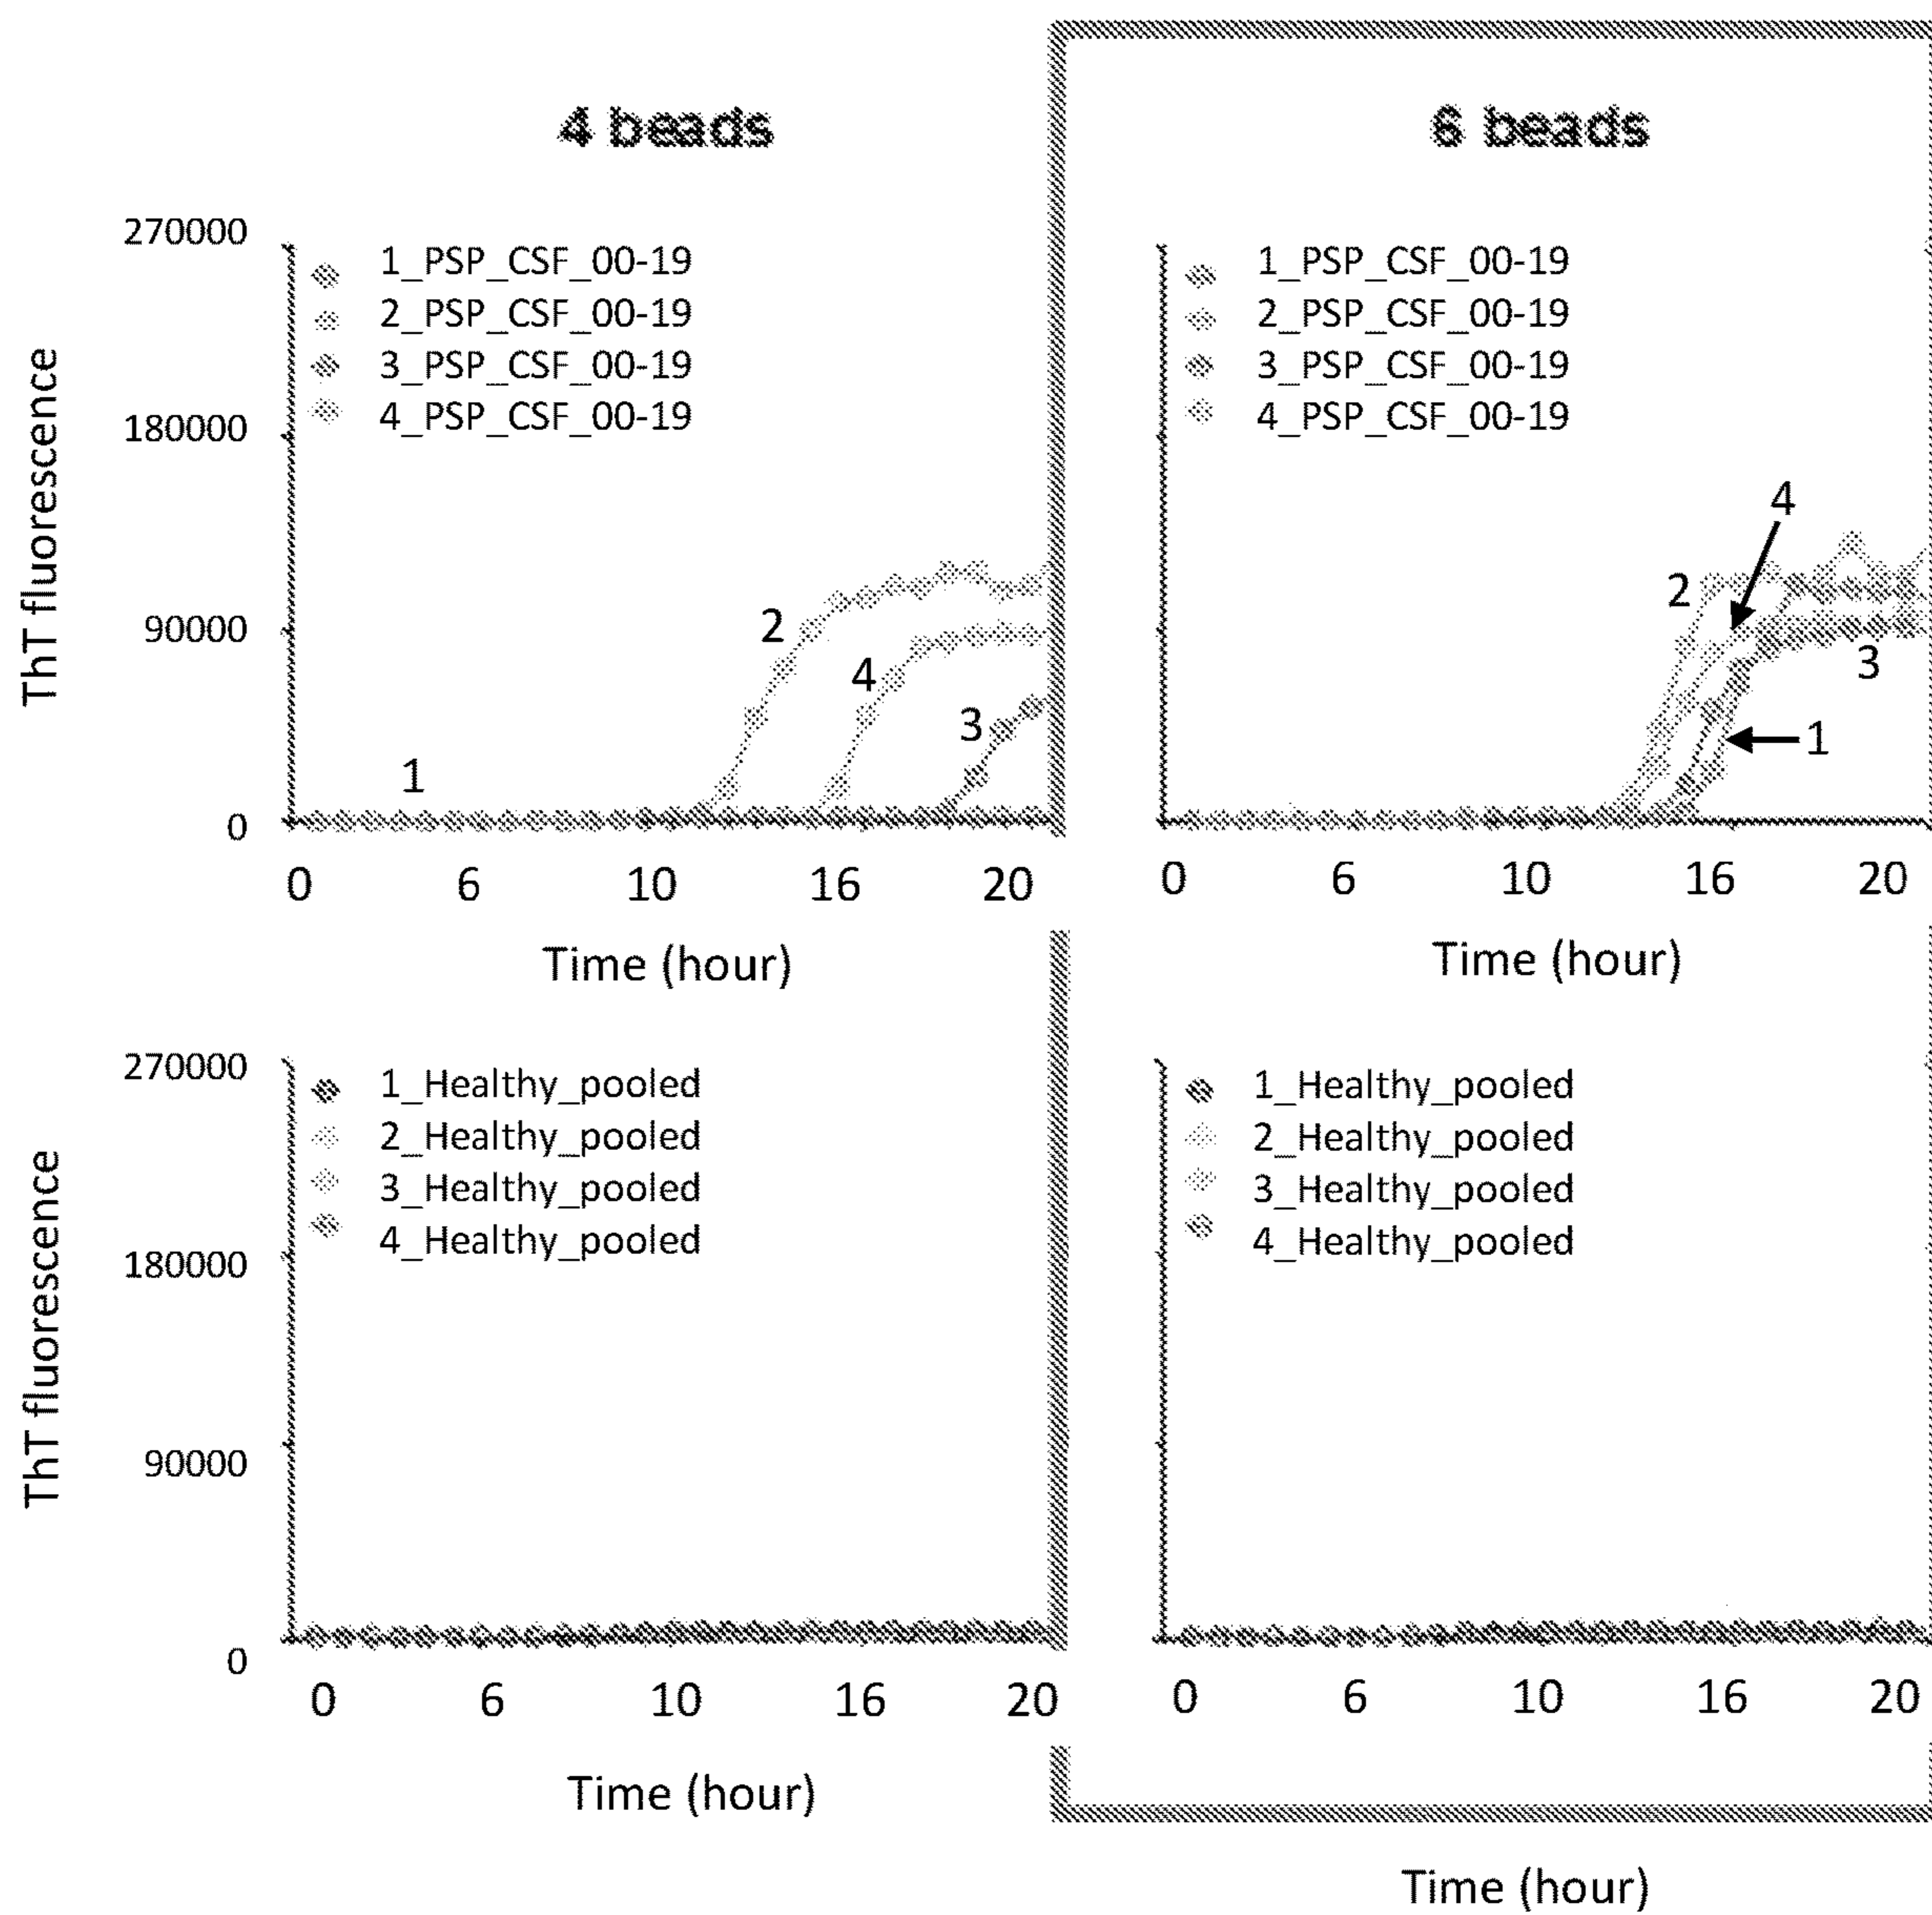 4 beads
6 beads
ThT fluorescence
270000
180000
90000
0
1_PSP_CSF_00-19
2_PSP_CSF_00-19
3_PSP_CSF_00-19
4_PSP_CSF_00-19
1
2
4
3
0 6 10 16 20
Time (hour)
1_PSP_CSF_00-19
2_PSP_CSF_00-19
3_PSP_CSF_00-19
4_PSP_CSF_00-19
4
2
3
1
0 6 10 16 20
Time (hour)
ThT fluorescence
270000
180000
90000
0
1_Healthy_pooled
2_Healthy_pooled
3_Healthy_pooled
4_Healthy_pooled
0 6 10 16 20
Time (hour)
1_Healthy_pooled
2_Healthy_pooled
3_Healthy_pooled
4_Healthy_pooled
0 6 10 16 20
Time (hour)